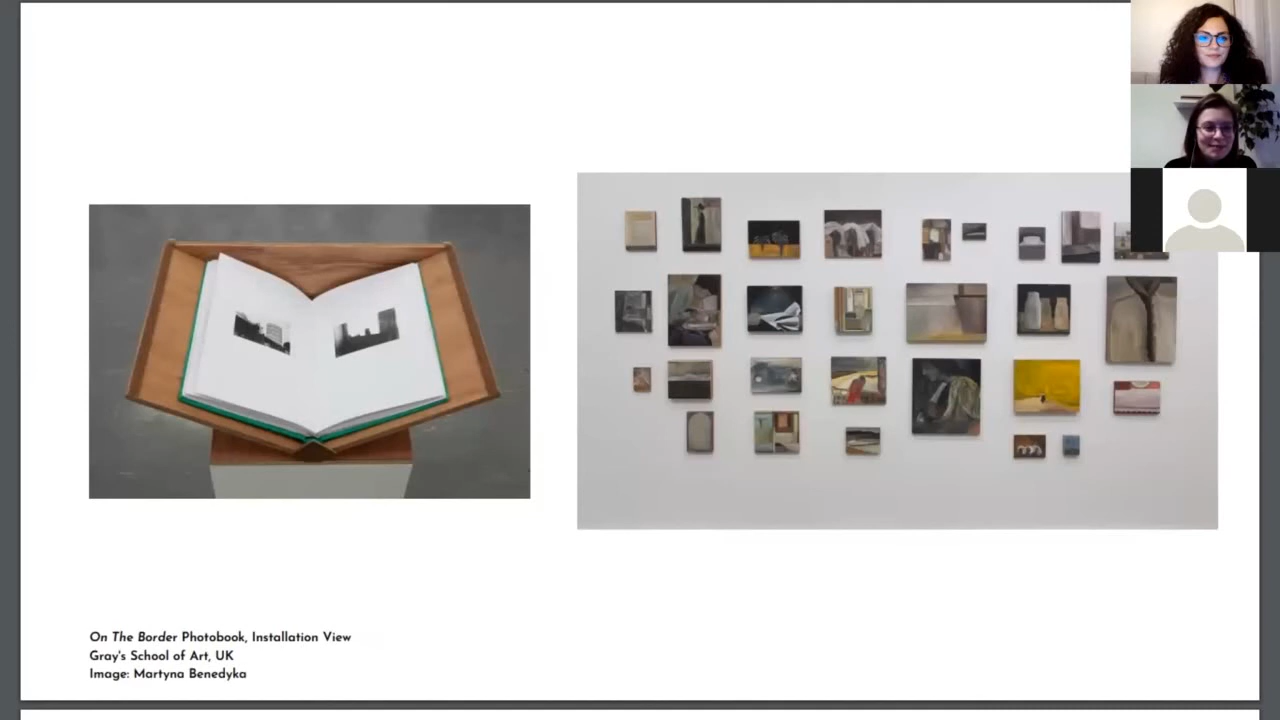 On The Border Photobook, Installation View
Gray's School of Art, UK
Image: Martyna Benedyka